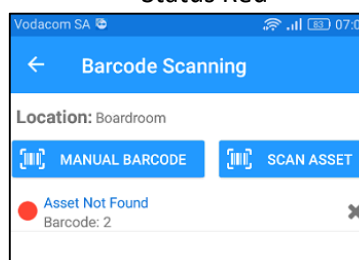 Status Red
Vodacom SA 83 07:0
Barcode Scanning
Location: Boardroom
MANUAL BARCODE SCAN ASSET
Asset Not Found
Barcode: 2